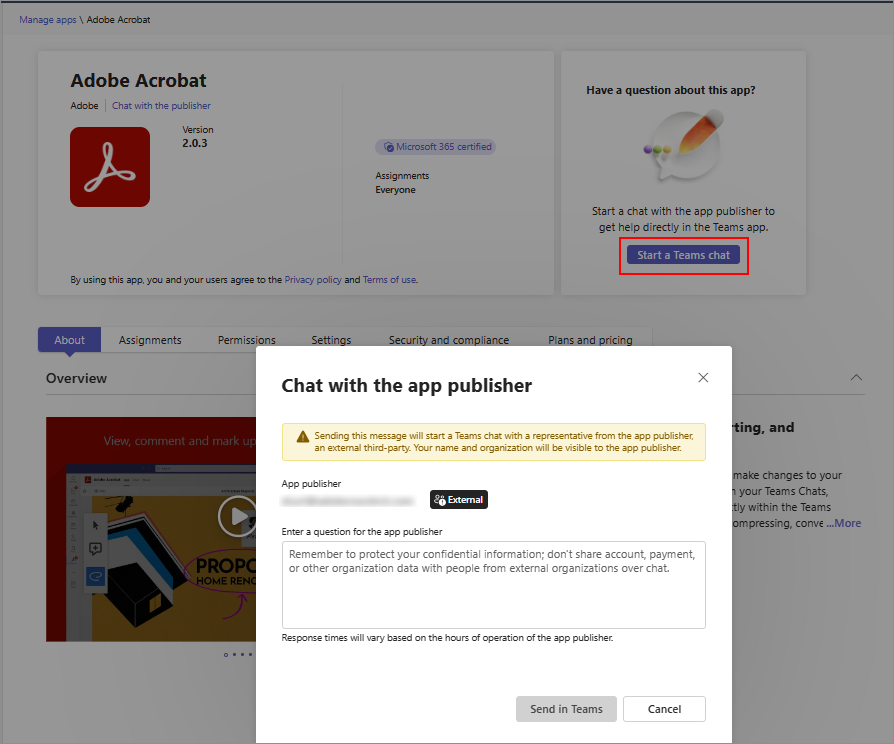 Manage apps \ Adobe Acrobat
Adobe Acrobat
Adobe
Chat with the publisher
Version
2.0.3
Microsoft 365 certified
Assignments
Everyone
By using this app, you and your users agree to the Privacy policy and Terms of use.
Have a question about this app?
Start a chat with the app publisher to
get help directly in the Teams app.
Start a Teams chat
About
Assignments
Permissions
Settings
Security and compliance
Plans and pricing
Overview
View, comment and mark up
Adobe Acrobat
PROPO
HOME RENO
rting, and
make changes to your
n your Teams Chats,
ctly within the Teams
ompressing, conve ...More
Chat with the app publisher
Sending this message will start a Teams chat with a representative from the app publisher,
an external third-party. Your name and organization will be visible to the app publisher.
App publisher
External
Enter a question for the app publisher
Remember to protect your confidential information; don't share account, payment,
or other organization data with people from external organizations over chat.
Response times will vary based on the hours of operation of the app publisher.
Send in Teams
Cancel